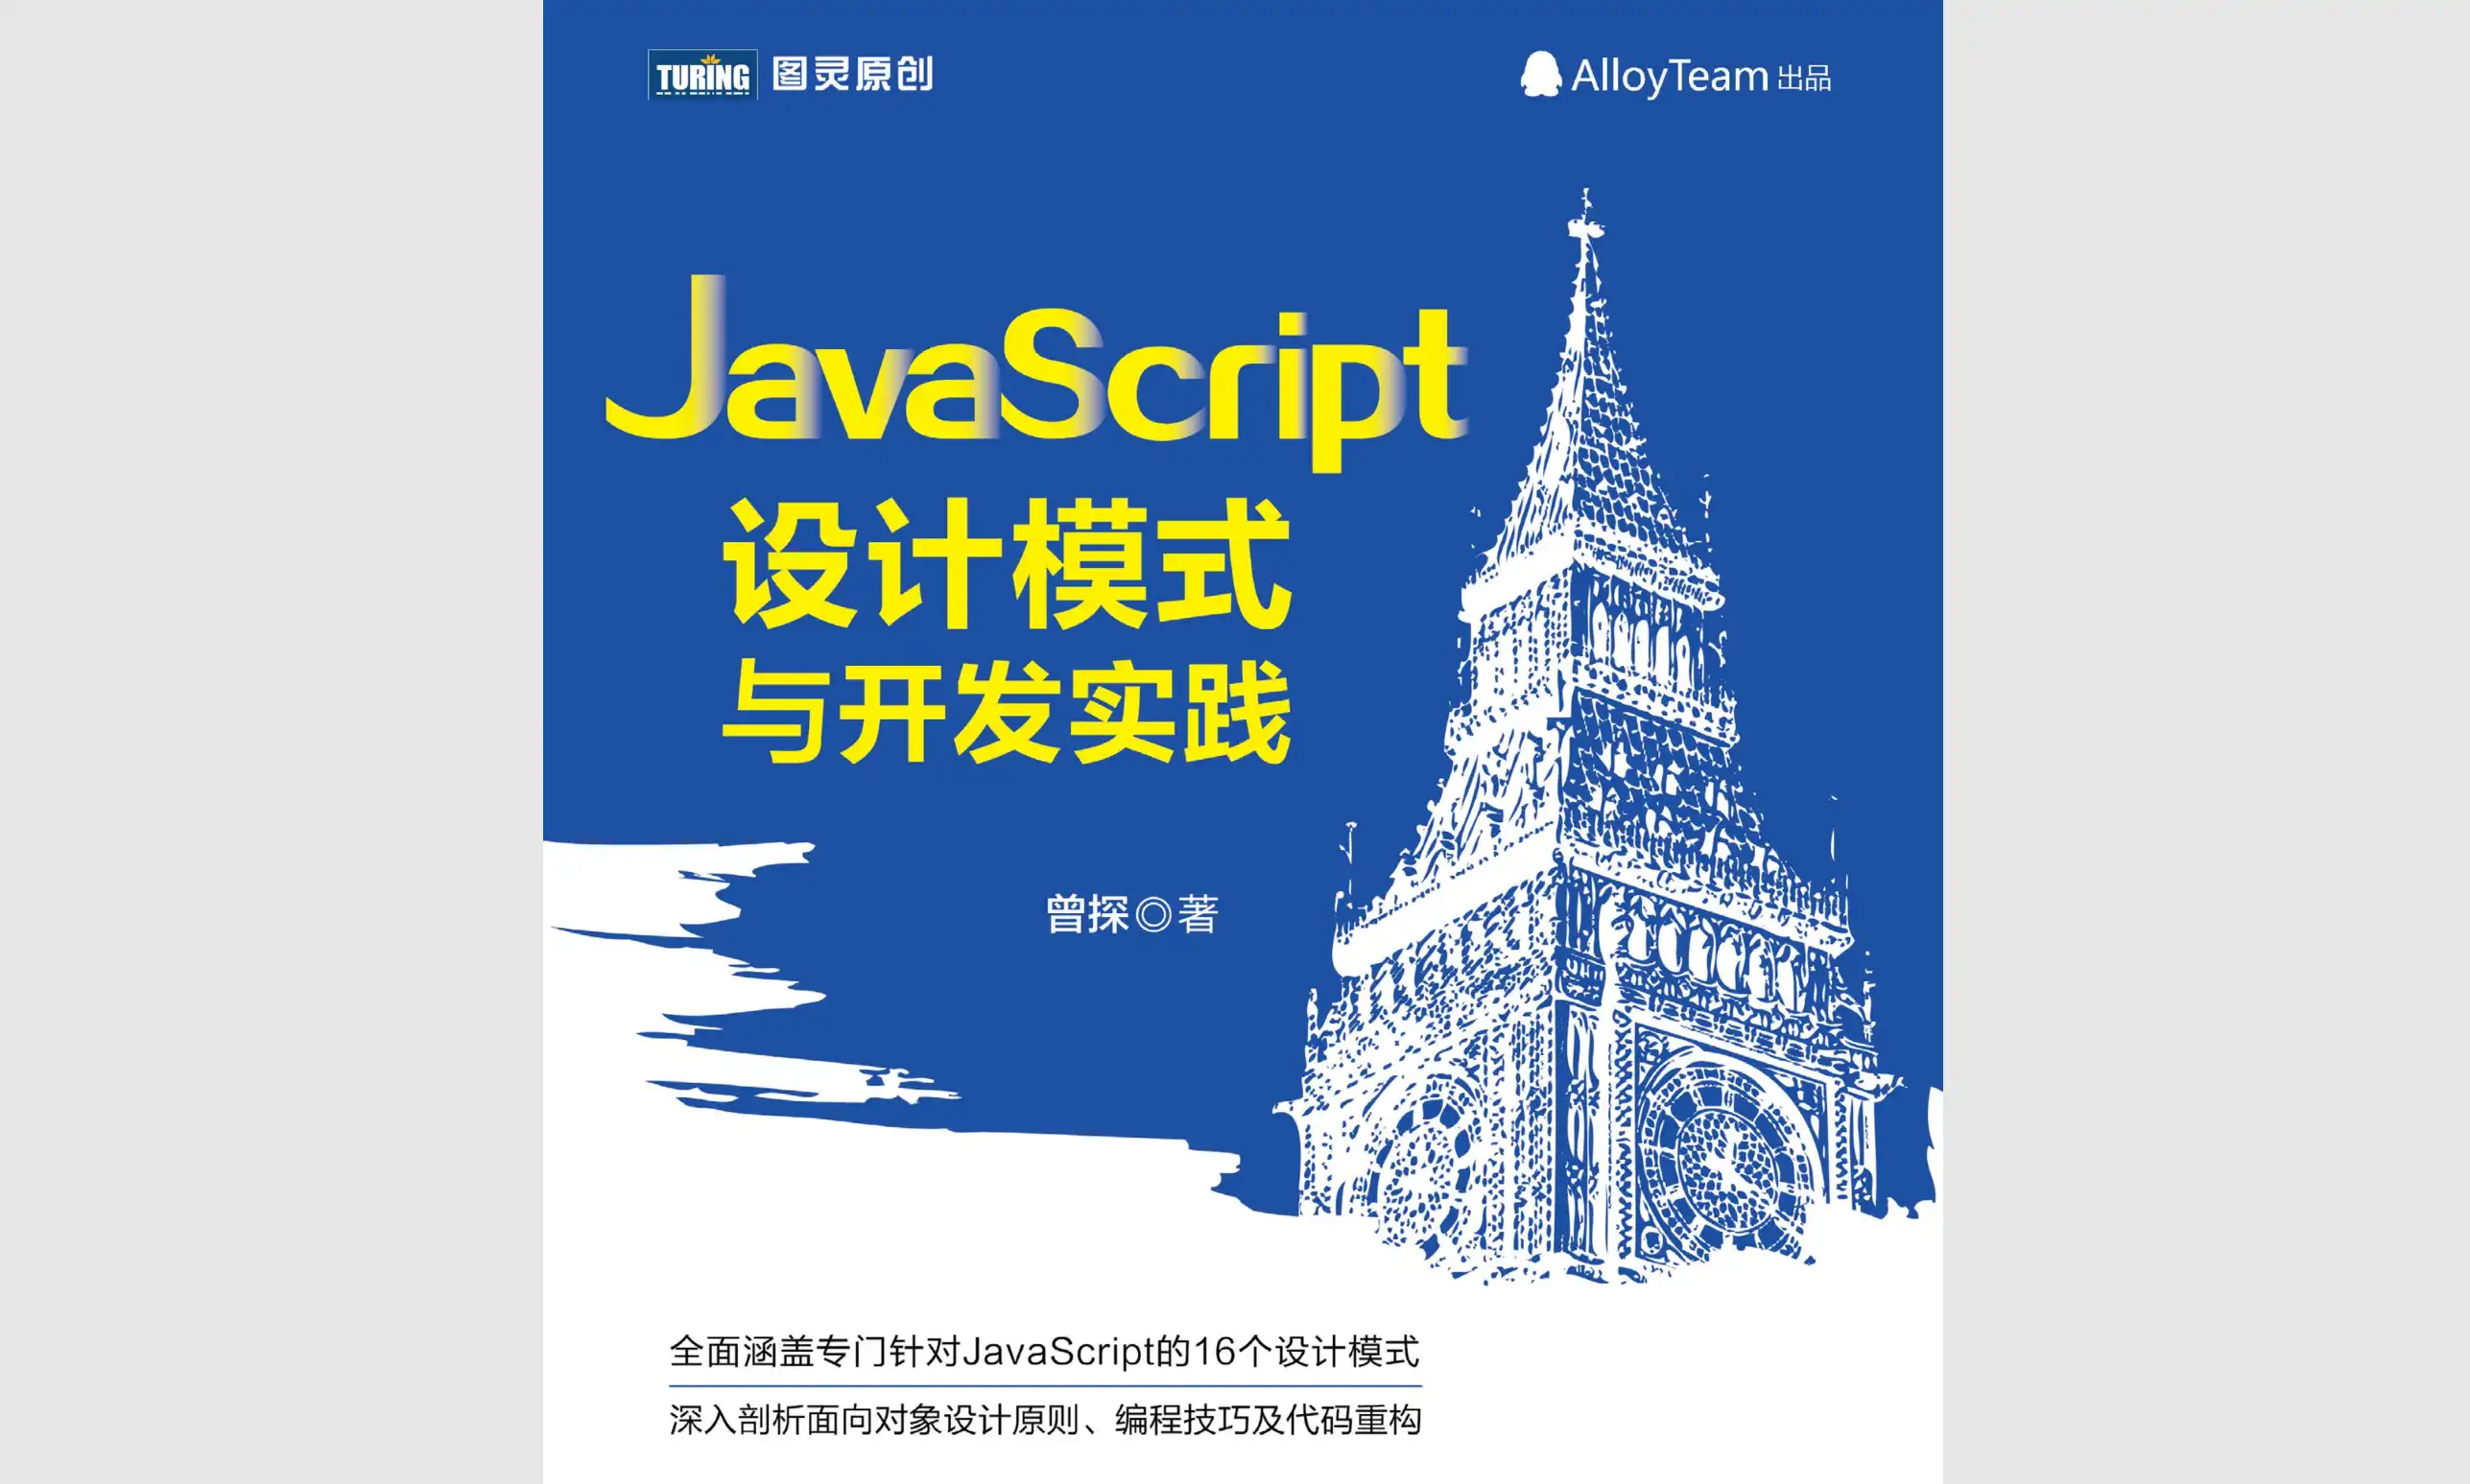 TURING 图灵原创
AlloyTeam 出品
JavaScript
设计模式
与开发实践
曾探◎著
全面涵盖专门针对JavaScript的16个设计模式
深入剖析面向对象设计原则、编程技巧及代码重构